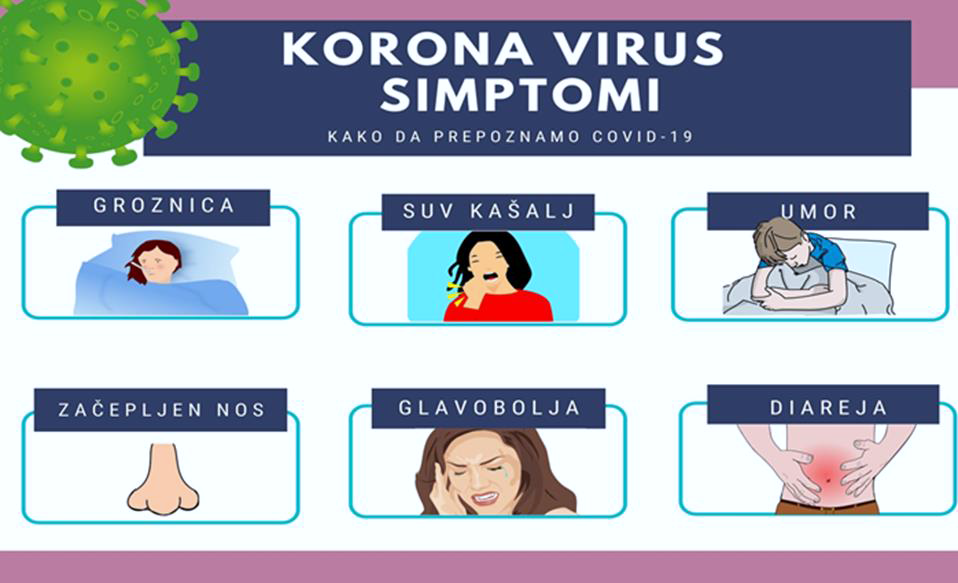 KORONA VIRUS
SIMPTOMI
KAKO DA PREPOZNAMO COVID-19
GROZNICA
SUV KAŠALJ
UMOR
ZAČEPLJEN NOS
GLAVOBOLJA
DIAREJA